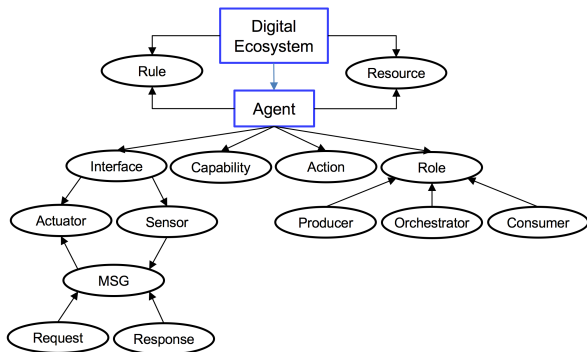 Digital
Ecosystem
Rule
Resource
Agent
Interface
Capability
Action
Role
Actuator
Sensor
Producer
Orchestrator
Consumer
MSG
Request
Response